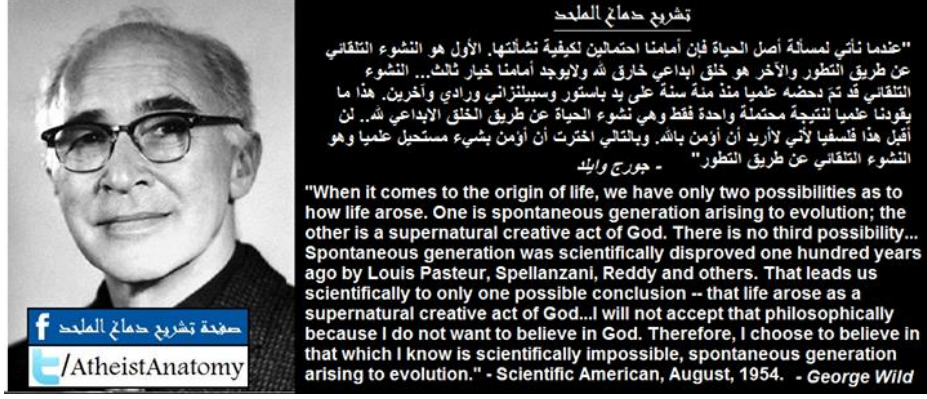 تشريح دماغ الملحد
"عندما نأتي لمسألة أصل الحياة فإن أمامنا احتمالين لكيفية نشألتها. الأول هو النشوء التلقائي
عن طريق التطور والآخر هو خلق ابداعي خارق لله ولايوجد أمامنا خيار ثالث... النشوء
التلقائي قد تمّ دحضه علميا منذ مئة سنة على يد باستور وسبيلنزاني ورادي وآخرين. هذا ما
يقودنا علميا لنتيجة محتملة واحدة فقط وهي نشوء الحياة عن طريق الخلق الابداعي لله.. لن
أقبل هذا فلسفيا لأني لاأريد أن أؤمن بالله. وبالتالي اخترت أن أؤمن بشيء مستحيل علميا وهو
النشوء التلقائي عن طريق التطور"
- جورج وايلد
"When it comes to the origin of life, we have only two possibilities as to
how life arose. One is spontaneous generation arising to evolution; the
other is a supernatural creative act of God. There is no third possibility...
Spontaneous generation was scientifically disproved one hundred years
ago by Louis Pasteur, Spellanzani, Reddy and others. That leads us
scientifically to only one possible conclusion -- that life arose as a
supernatural creative act of God...I will not accept that philosophically
because I do not want to believe in God. Therefore, I choose to believe in
that which I know is scientifically impossible, spontaneous generation
arising to evolution." - Scientific American, August, 1954. - George Wild
صفحة تشريح دماغ الملحد f
t/AtheistAnatomy